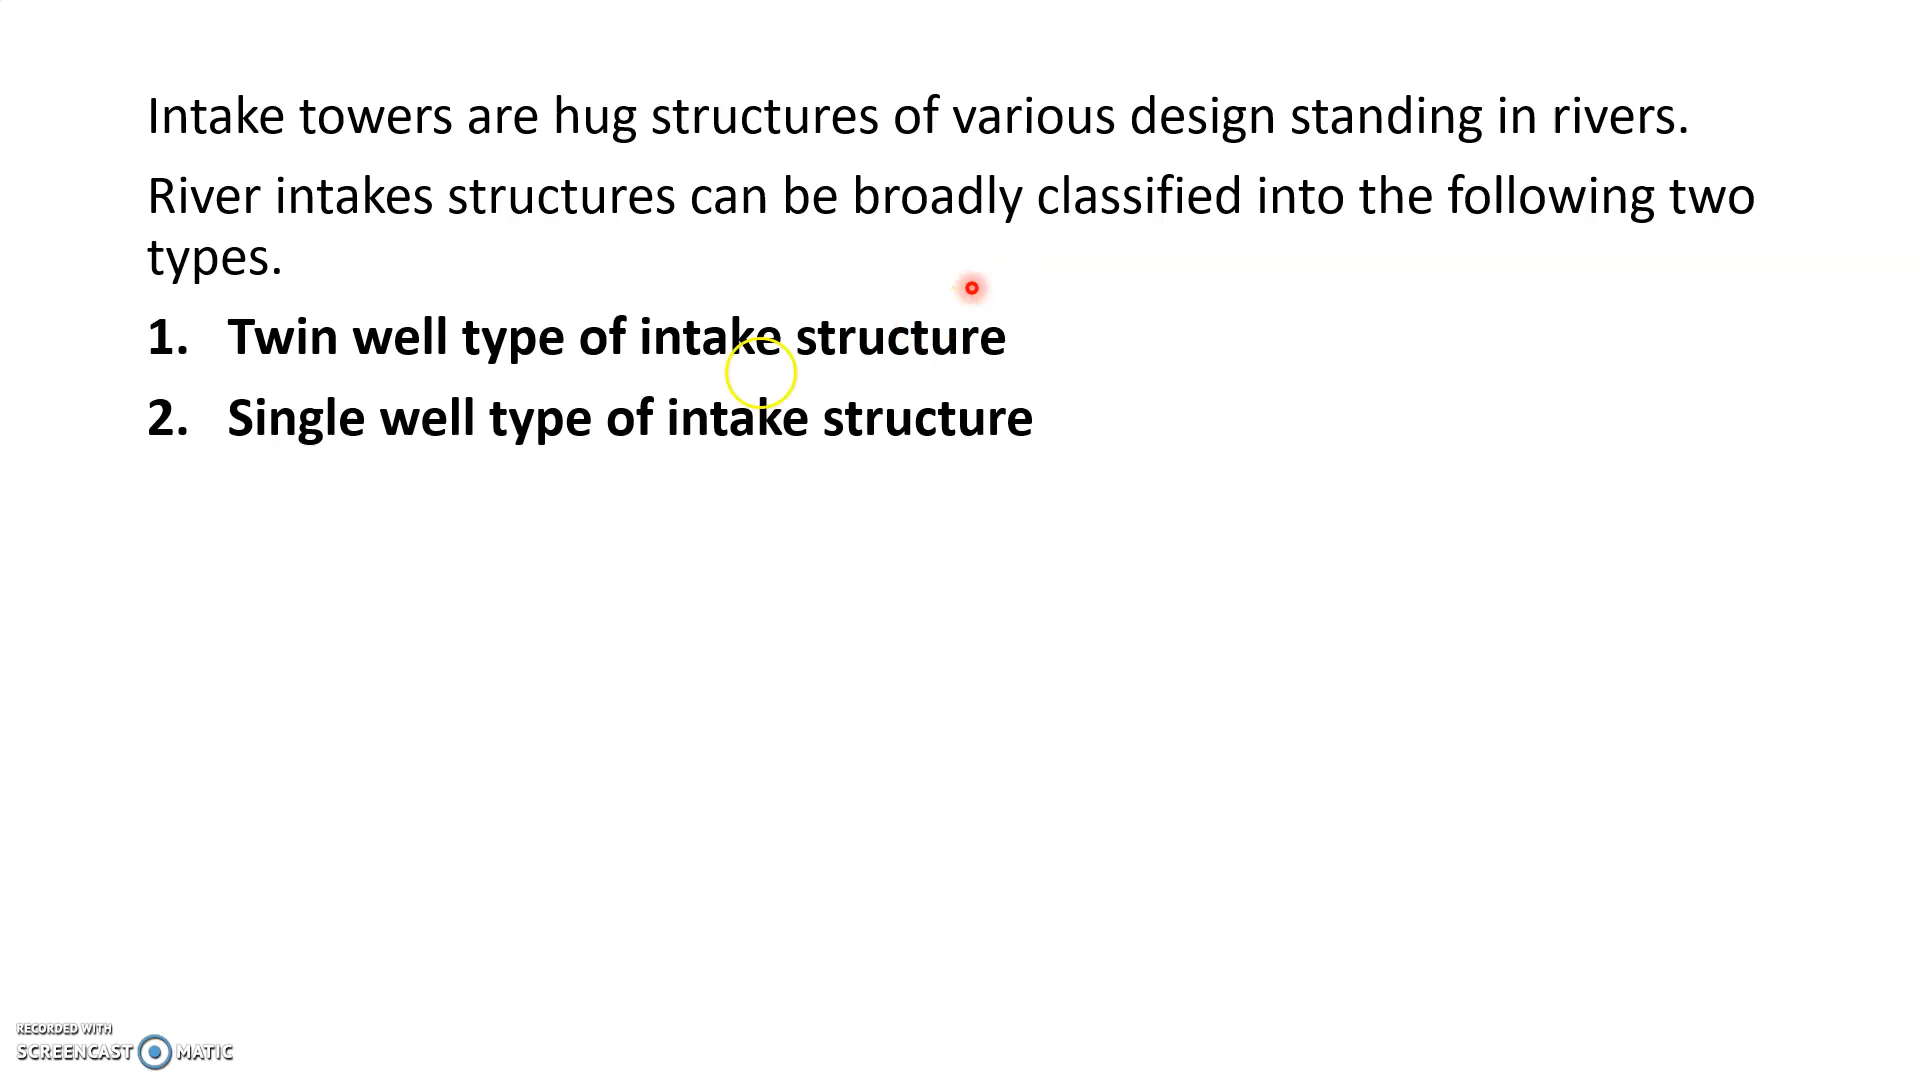 Intake towers are hug structures of various design standing in rivers.
River intakes structures can be broadly classified into the following two
types.
1. Twin well type of intake structure
2. Single well type of intake structure
RECORDED WITH
SCREENCAST MATIC